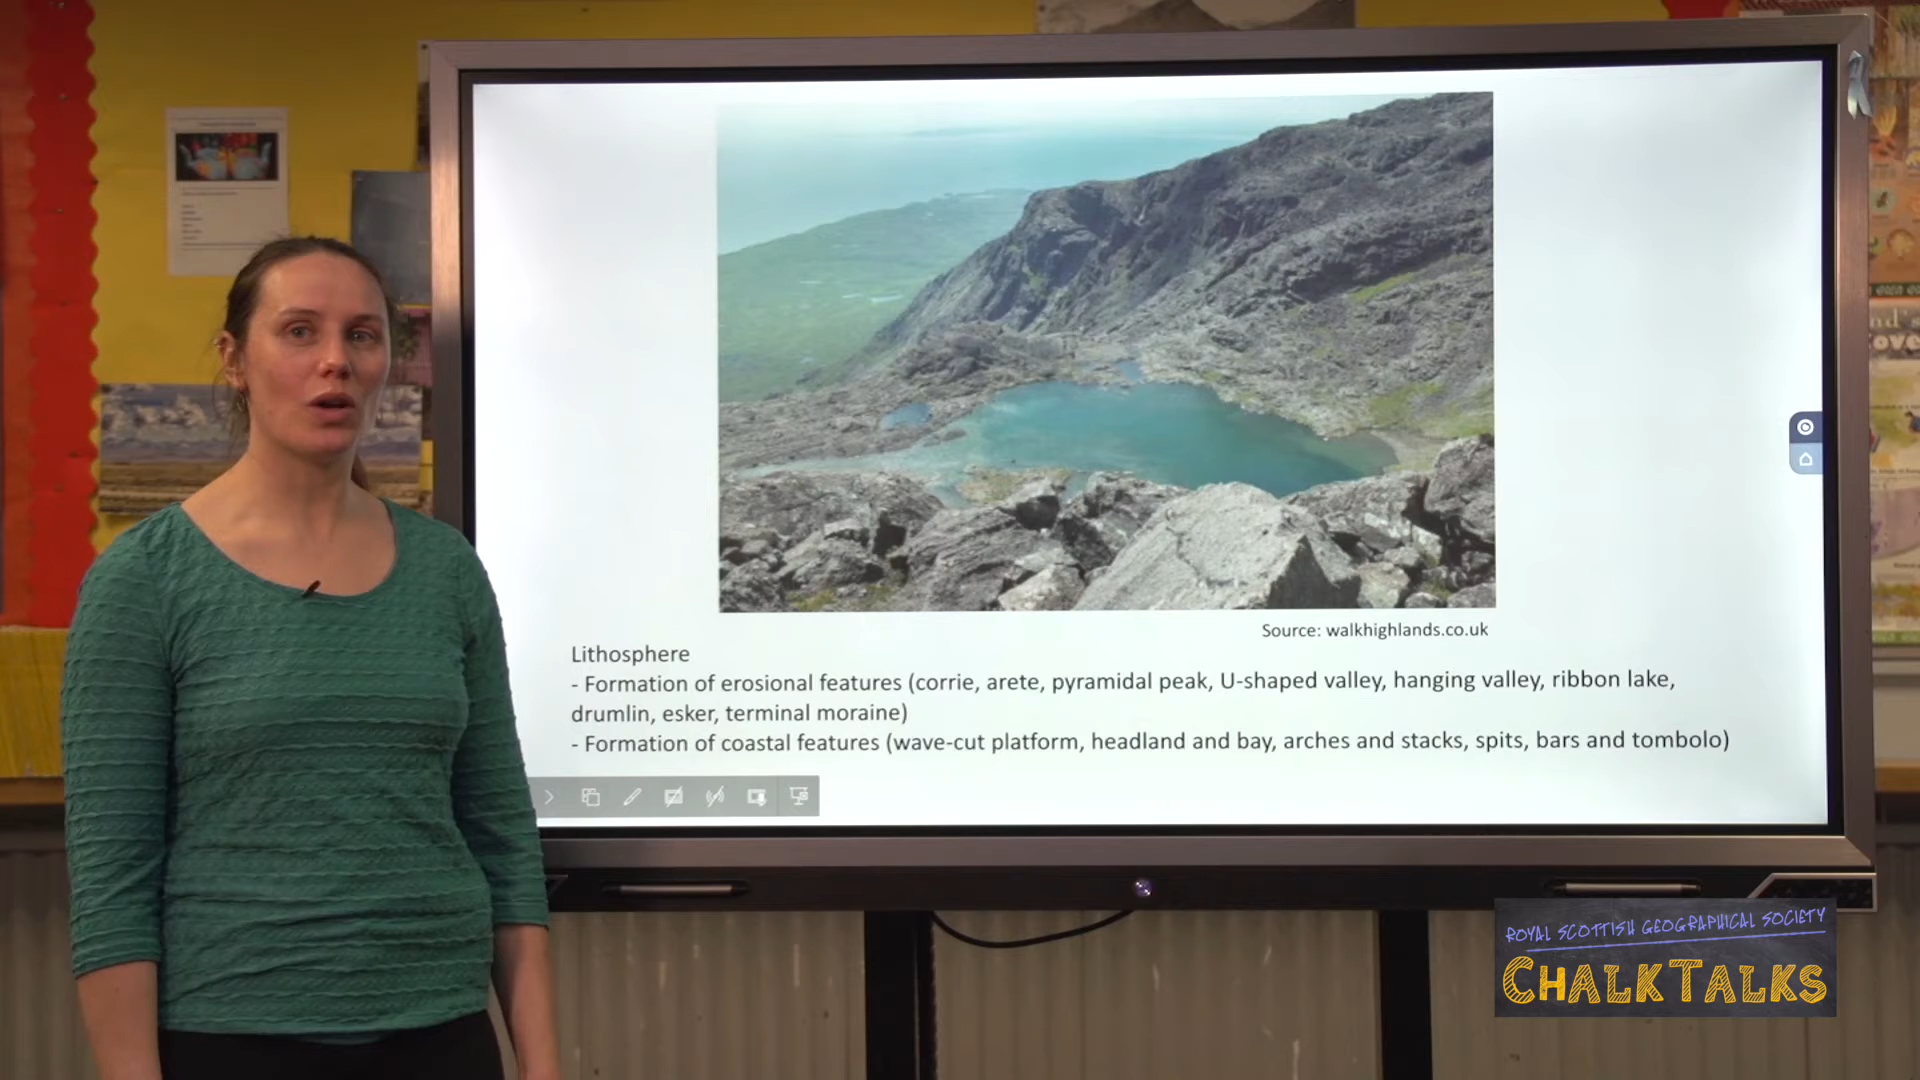 Source: walkhighlands.co.uk
Lithosphere
- Formation of erosional features (corrie, arete, pyramidal peak, U-shaped valley, hanging valley, ribbon lake,
drumlin, esker, terminal moraine)
- Formation of coastal features (wave-cut platform, headland and bay, arches and stacks, spits, bars and tombolo)
ROYAL SCOTTISH GEOGRAPHICAL SOCIETY
CHALKTALKS